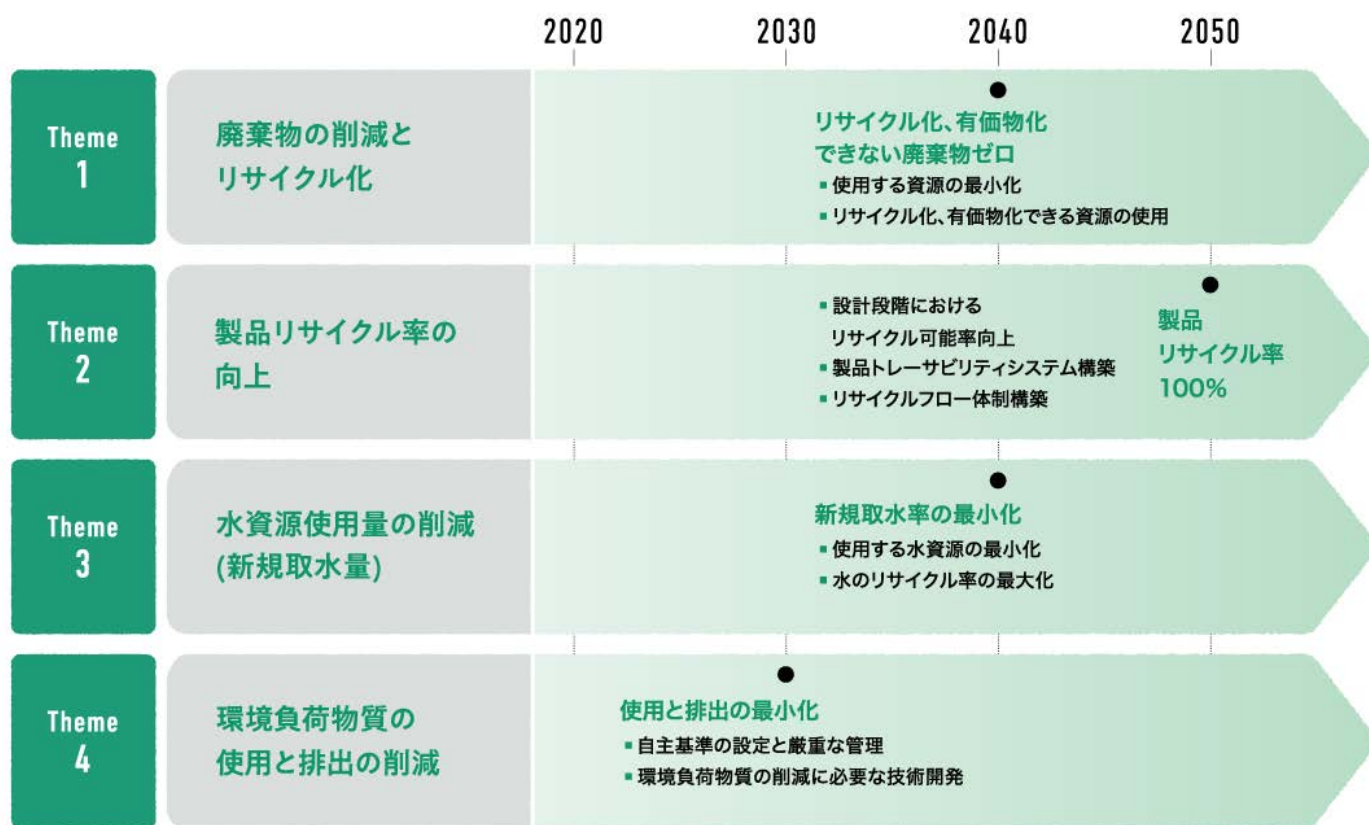 2020 2030 2040 2050
Theme
1
廃棄物の削減と
リサイクル化
リサイクル化、有価物化
できない廃棄物ゼロ
▪ 使用する資源の最小化
▪ リサイクル化、有価物化できる資源の使用
Theme
2
製品リサイクル率の
向上
▪ 設計段階における
リサイクル可能率向上
▪ 製品トレーサビリティシステム構築
▪ リサイクルフロー体制構築
製品
リサイクル率
100%
Theme
3
水資源使用量の削減
(新規取水量)
新規取水率の最小化
▪ 使用する水資源の最小化
▪ 水のリサイクル率の最大化
Theme
4
環境負荷物質の
使用と排出の削減
使用と排出の最小化
▪ 自主基準の設定と厳重な管理
▪ 環境負荷物質の削減に必要な技術開発